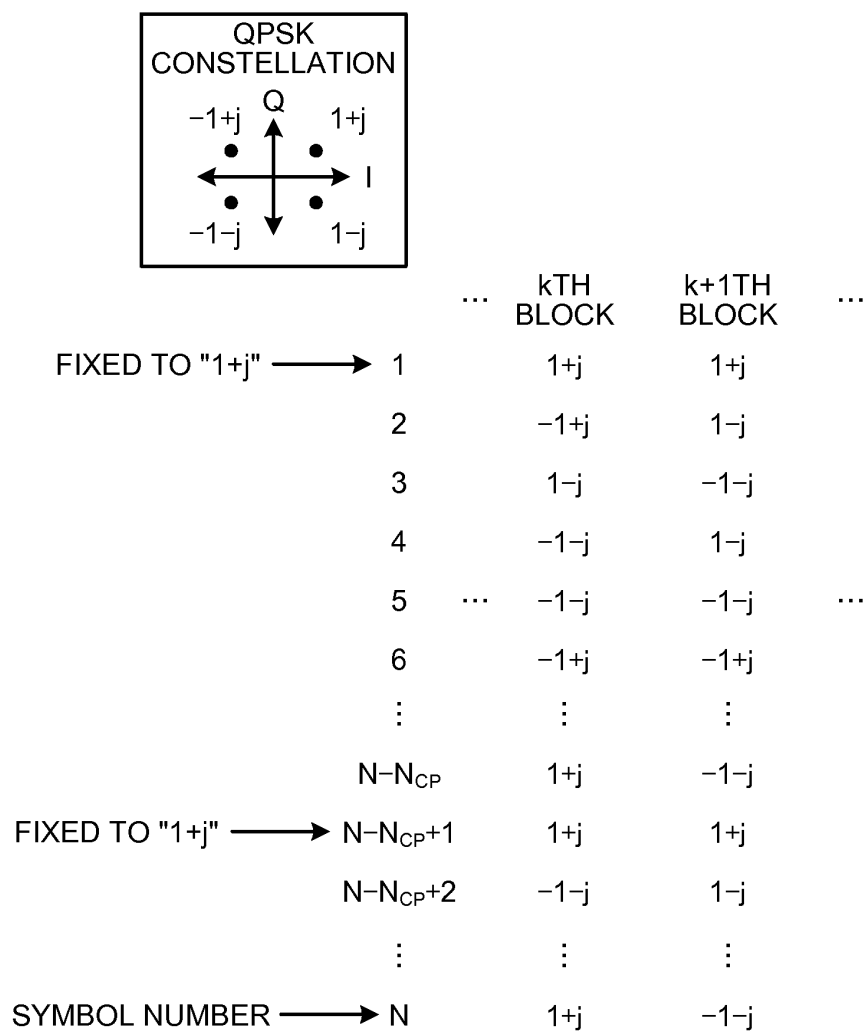 QPSK
CONSTELLATION
Q
−1+j 1+j
I
−1−j 1−j
... kTH BLOCK k+1TH BLOCK ...
FIXED TO "1+j" 1 1+j 1+j
2 −1+j 1−j
3 1−j −1−j
4 −1−j 1−j
5 ... −1−j −1−j ...
6 −1+j −1+j
⋮ ⋮ ⋮
N−NCP 1+j −1−j
FIXED TO "1+j" N−NCP+1 1+j 1+j
N−NCP+2 −1−j 1−j
⋮ ⋮ ⋮
SYMBOL NUMBER N 1+j −1−j